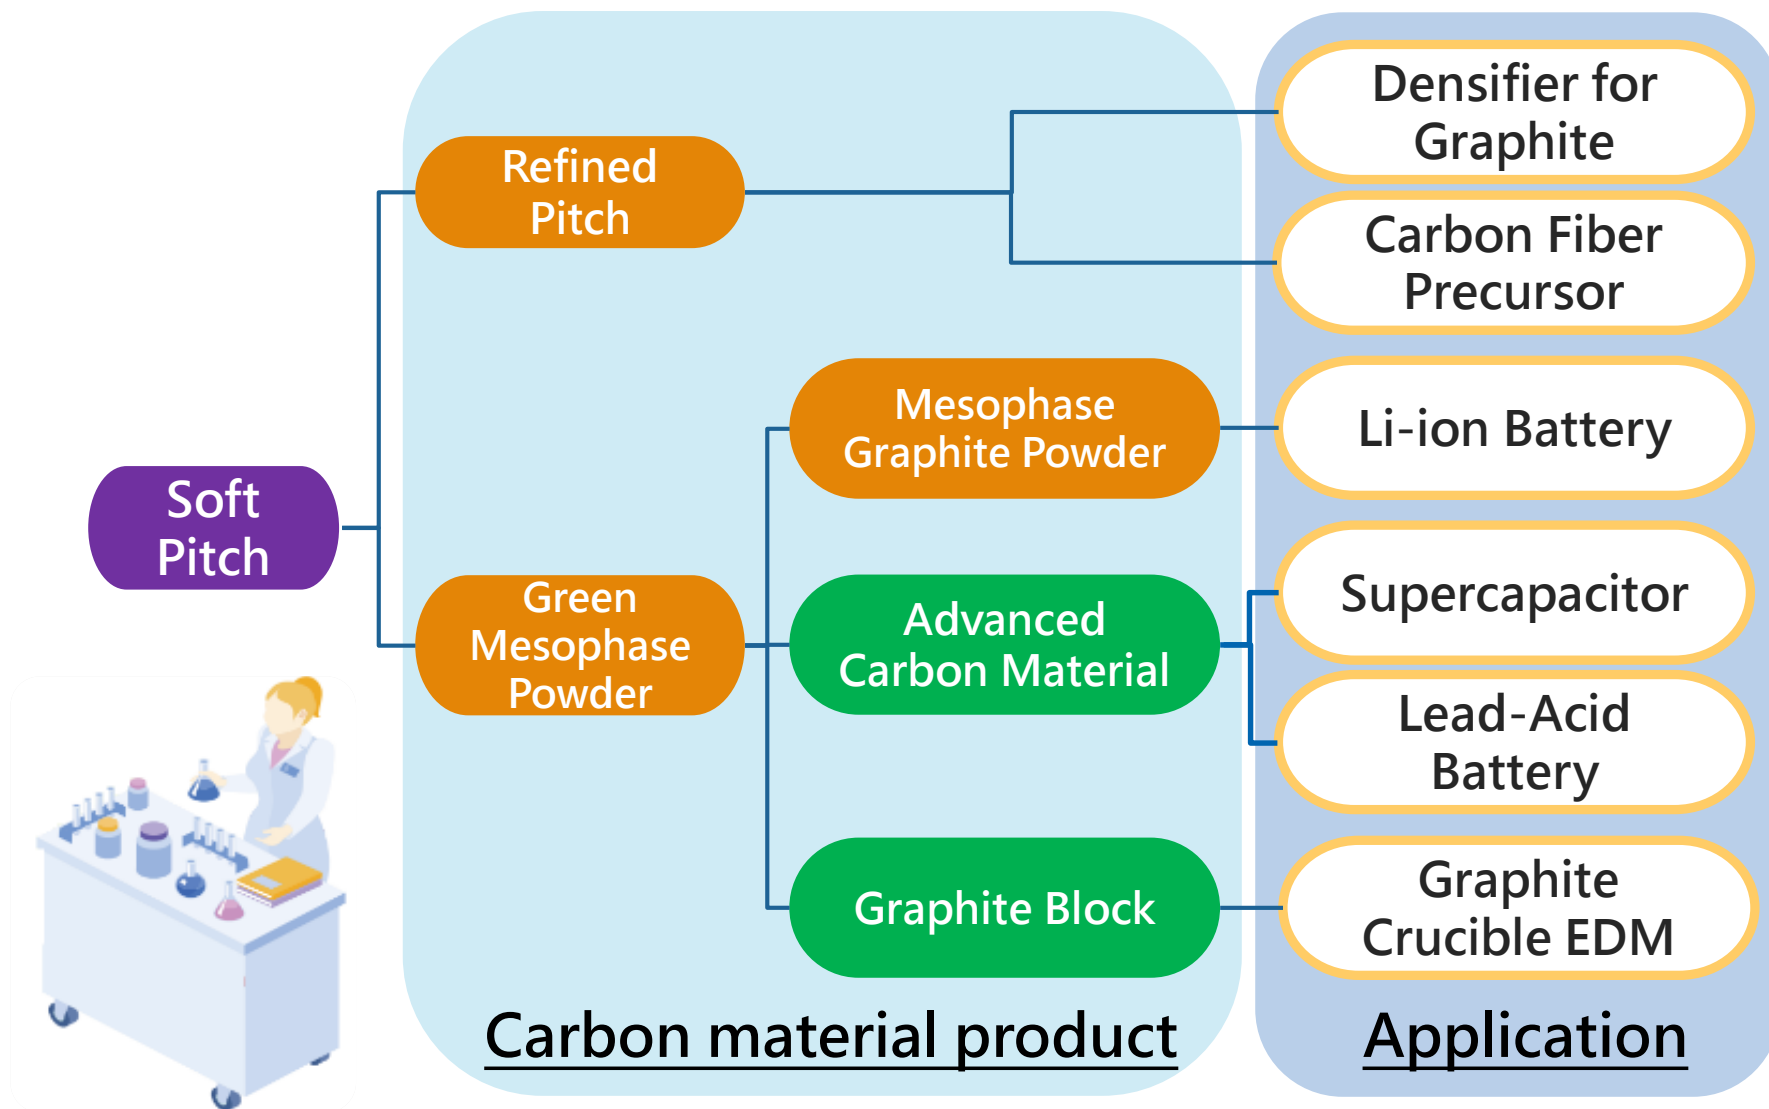 Soft
Pitch
Refined
Pitch
Green
Mesophase
Powder
Mesophase
Graphite Powder
Advanced
Carbon Material
Graphite Block
Carbon material product
Densifier for
Graphite
Carbon Fiber
Precursor
Li-ion Battery
Supercapacitor
Lead-Acid
Battery
Graphite
Crucible EDM
Application